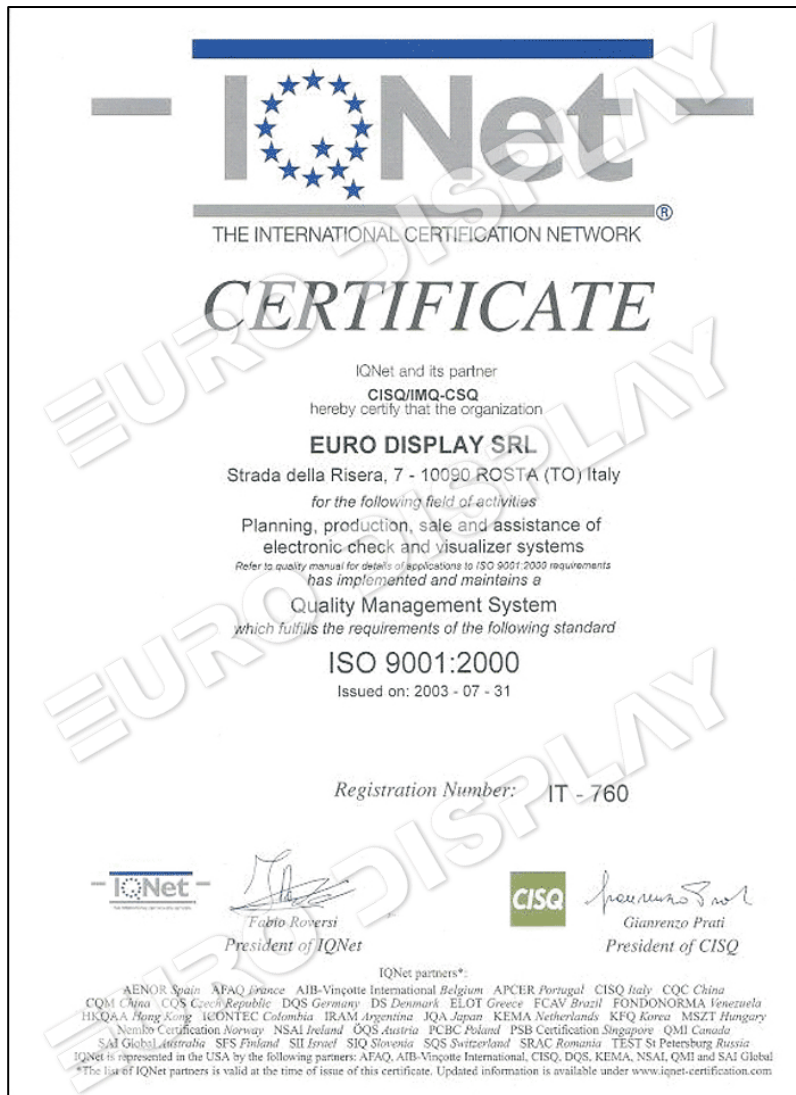 IQNet
®
THE INTERNATIONAL CERTIFICATION NETWORK
CERTIFICATE
IQNet and its partner
CISQ/IMQ-CSQ
hereby certify that the organization
EURO DISPLAY SRL
Strada della Risera, 7 - 10090 ROSTA (TO) Italy
for the following field of activities
Planning, production, sale and assistance of
electronic check and visualizer systems
Refer to quality manual for details of applications to ISO 9001:2000 requirements
has implemented and maintains a
Quality Management System
which fulfills the requirements of the following standard
ISO 9001:2000
Issued on: 2003 - 07 - 31
Registration Number: IT - 760
IQNet
THE INTERNATIONAL CERTIFICATION NETWORK
CISQ
Fabio Roversi
President of IQNet
Gianrenzo Prati
President of CISQ
IQNet partners*:
AENOR Spain AFAQ France AIB-Vinçotte International Belgium APCER Portugal CISQ Italy CQC China
CQM China CQS Czech Republic DQS Germany DS Denmark ELOT Greece FCAV Brazil FONDONORMA Venezuela
HKQAA Hong Kong ICONTEC Colombia IRAM Argentina JQA Japan KEMA Netherlands KFQ Korea MSZT Hungary
Nemko Certification Norway NSAI Ireland ÖQS Austria PCBC Poland PSB Certification Singapore QMI Canada
SAI Global Australia SFS Finland SII Israel SIQ Slovenia SQS Switzerland SRAC Romania TEST St Petersburg Russia
IQNet is represented in the USA by the following partners: AFAQ, AIB-Vinçotte International, CISQ, DQS, KEMA, NSAI, QMI and SAI Global
*The list of IQNet partners is valid at the time of issue of this certificate. Updated information is available under www.iqnet-certification.com
EURO DISPLAY
EURO DISPLAY
EURO DISPLAY
EURO DISPLAY